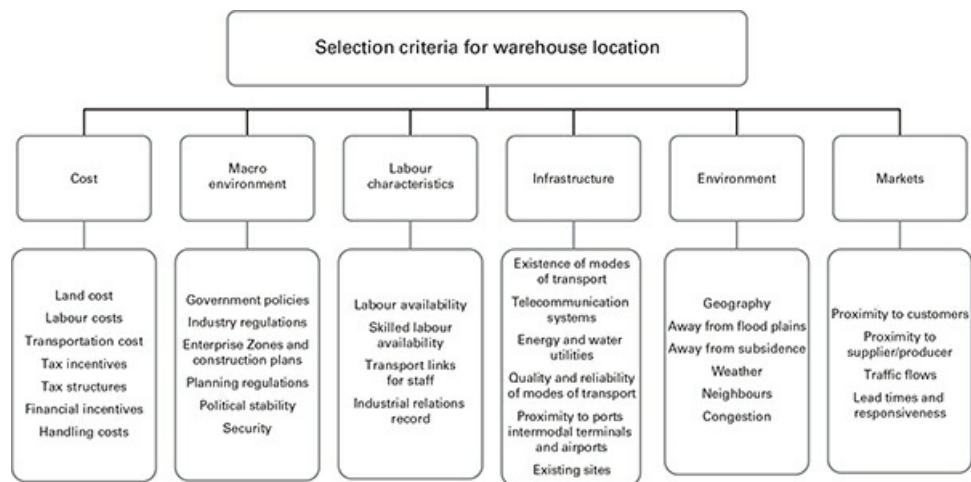 Selection criteria for warehouse location
Cost
Macro
environment
Labour
characteristics
Infrastructure
Environment
Markets
Land cost
Labour costs
Transportation cost
Tax incentives
Tax structures
Financial incentives
Handling costs
Government policies
Industry regulations
Enterprise Zones and
construction plans
Planning regulations
Political stability
Security
Labour availability
Skilled labour
availability
Transport links
for staff
Industrial relations
record
Existence of modes
of transport
Telecommunication
systems
Energy and water
utilities
Quality and reliability
of modes of transport
Proximity to ports
intermodal terminals
and airports
Existing sites
Geography
Away from flood plains
Away from subsidence
Weather
Neighbours
Congestion
Proximity to customers
Proximity to
supplier/producer
Traffic flows
Lead times and
responsiveness